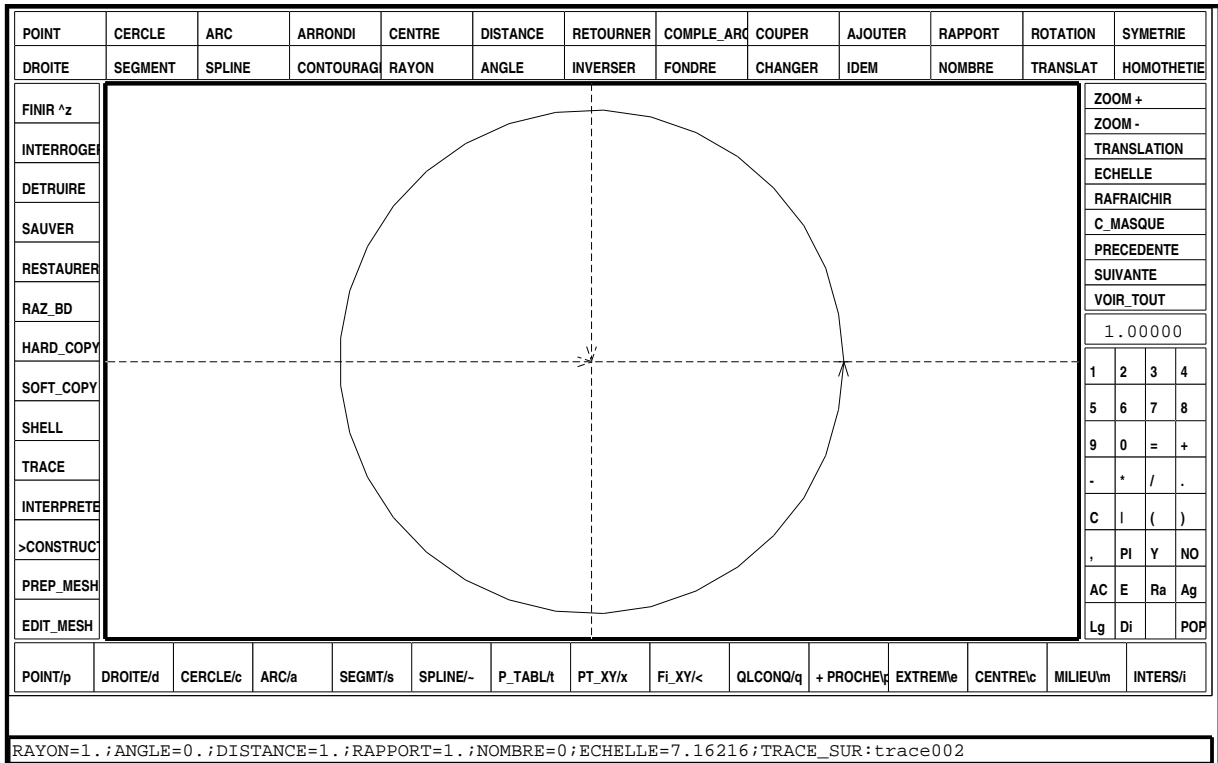 POINT CERCLE ARC ARRONDI CENTRE DISTANCE RETOURNER COMPLE_ARC COUPER AJOUTER RAPPORT ROTATION SYMETRIE
DROITE SEGMENT SPLINE CONTOURAG RAYON ANGLE INVERSER FONDRE CHANGER IDEM NOMBRE TRANSLAT HOMOTHETIE
FINIR ^z
INTERROGER
DETRUIRE
SAUVER
RESTAURER
RAZ_BD
HARD_COPY
SOFT_COPY
SHELL
TRACE
INTERPRETE
>CONSTRUCT
PREP_MESH
EDIT_MESH
ZOOM +
ZOOM -
TRANSLATION
ECHELLE
RAFRAICHIR
C_MASQUE
PRECEDENTE
SUIVANTE
VOIR_TOUT
1.00000
1 2 3 4
5 6 7 8
9 0 = +
- * / .
C | ( )
, PI Y NO
AC E Ra Ag
Lg Di POP
POINT/p DROITE/d CERCLE/c ARC/a SEGMT/s SPLINE/~ P_TABL/t PT_XY/x Fi_XY/< QLCONQ/q + PROCHE\p EXTREM\e CENTRE\c MILIEU\m INTERS/i
RAYON=1.;ANGLE=0.;DISTANCE=1.;RAPPORT=1.;NOMBRE=0;ECHELLE=7.16216;TRACE_SUR:trace002